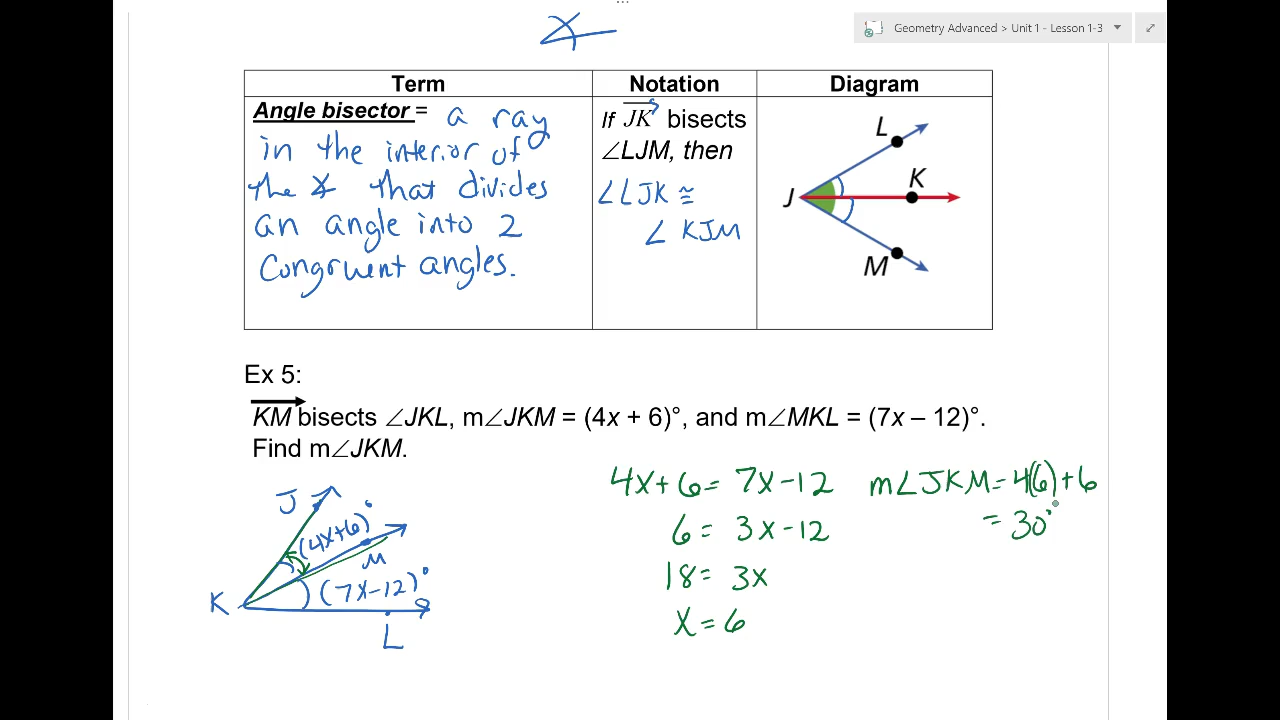 Geometry Advanced > Unit 1 - Lesson 1-3
Term Notation Diagram
Angle bisector = a ray
in the interior of
the ∡ that divides
an angle into 2
congruent angles.
If JK bisects
∠LJM, then
∠LJK ≅
∠ KJM
L
K
J
M
Ex 5:
KM bisects ∠JKL, m∠JKM = (4x + 6)°, and m∠MKL = (7x – 12)°.
Find m∠JKM.
J
(4x+6)°
M
(7x-12)°
K
L
4x+6 = 7x-12
6 = 3x-12
18 = 3x
x = 6
m∠JKM = 4(6)+6
= 30°